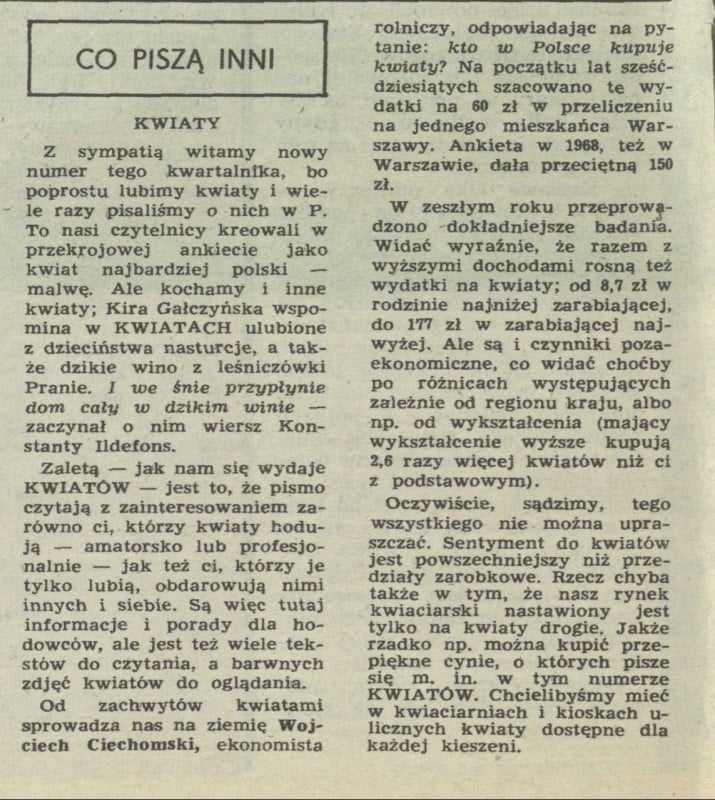 CO PISZĄ INNI
KWIATY
Z sympatią witamy nowy
numer tego kwartalnika, bo
poprostu lubimy kwiaty i wie-
le razy pisaliśmy o nich w P.
To nasi czytelnicy kreowali w
przekrojowej ankiecie jako
kwiat najbardziej polski —
malwę. Ale kochamy i inne
kwiaty; Kira Gałczyńska wspo-
mina w KWIATACH ulubione
z dzieciństwa nasturcje, a tak-
że dzikie wino z leśniczówki
Pranie. I we śnie przypłynie
dom cały w dzikim winie —
zaczynał o nim wiersz Kon-
stanty Ildefons.
Zaletą — jak nam się wydaje
KWIATÓW — jest to, że pismo
czytają z zainteresowaniem za-
równo ci, którzy kwiaty hodu-
ją — amatorsko lub profesjo-
nalnie — jak też ci, którzy je
tylko lubią, obdarowują nimi
innych i siebie. Są więc tutaj
informacje i porady dla ho-
dowców, ale jest też wiele tek-
stów do czytania, a barwnych
zdjęć kwiatów do oglądania.
Od zachwytów kwiatami
sprowadza nas na ziemię Woj-
ciech Ciechomski, ekonomista
rolniczy, odpowiadając na py-
tanie: kto w Polsce kupuje
kwiaty? Na początku lat sześć-
dziesiątych szacowano te wy-
datki na 60 zł w przeliczeniu
na jednego mieszkańca War-
szawy. Ankieta w 1968, też w
Warszawie, dała przeciętną 150
zł.
W zeszłym roku przeprowa-
dzono dokładniejsze badania.
Widać wyraźnie, że razem z
wyższymi dochodami rosną też
wydatki na kwiaty; od 8,7 zł w
rodzinie najniżej zarabiającej,
do 177 zł w zarabiającej naj-
wyżej. Ale są i czynniki poza-
ekonomiczne, co widać choćby
po różnicach występujących
zależnie od regionu kraju, albo
np. od wykształcenia (mający
wykształcenie wyższe kupują
2,6 razy więcej kwiatów niż ci
z podstawowym).
Oczywiście, sądzimy, tego
wszystkiego nie można upra-
szczać. Sentyment do kwiatów
jest powszechniejszy niż prze-
działy zarobkowe. Rzecz chyba
także w tym, że nasz rynek
kwiaciarski nastawiony jest
tylko na kwiaty drogie. Jakże
rzadko np. można kupić prze-
piękne cynie, o których pisze
się m. in. w tym numerze
KWIATÓW. Chcielibyśmy mieć
w kwiaciarniach i kioskach u-
licznych kwiaty dostępne dla
każdej kieszeni.